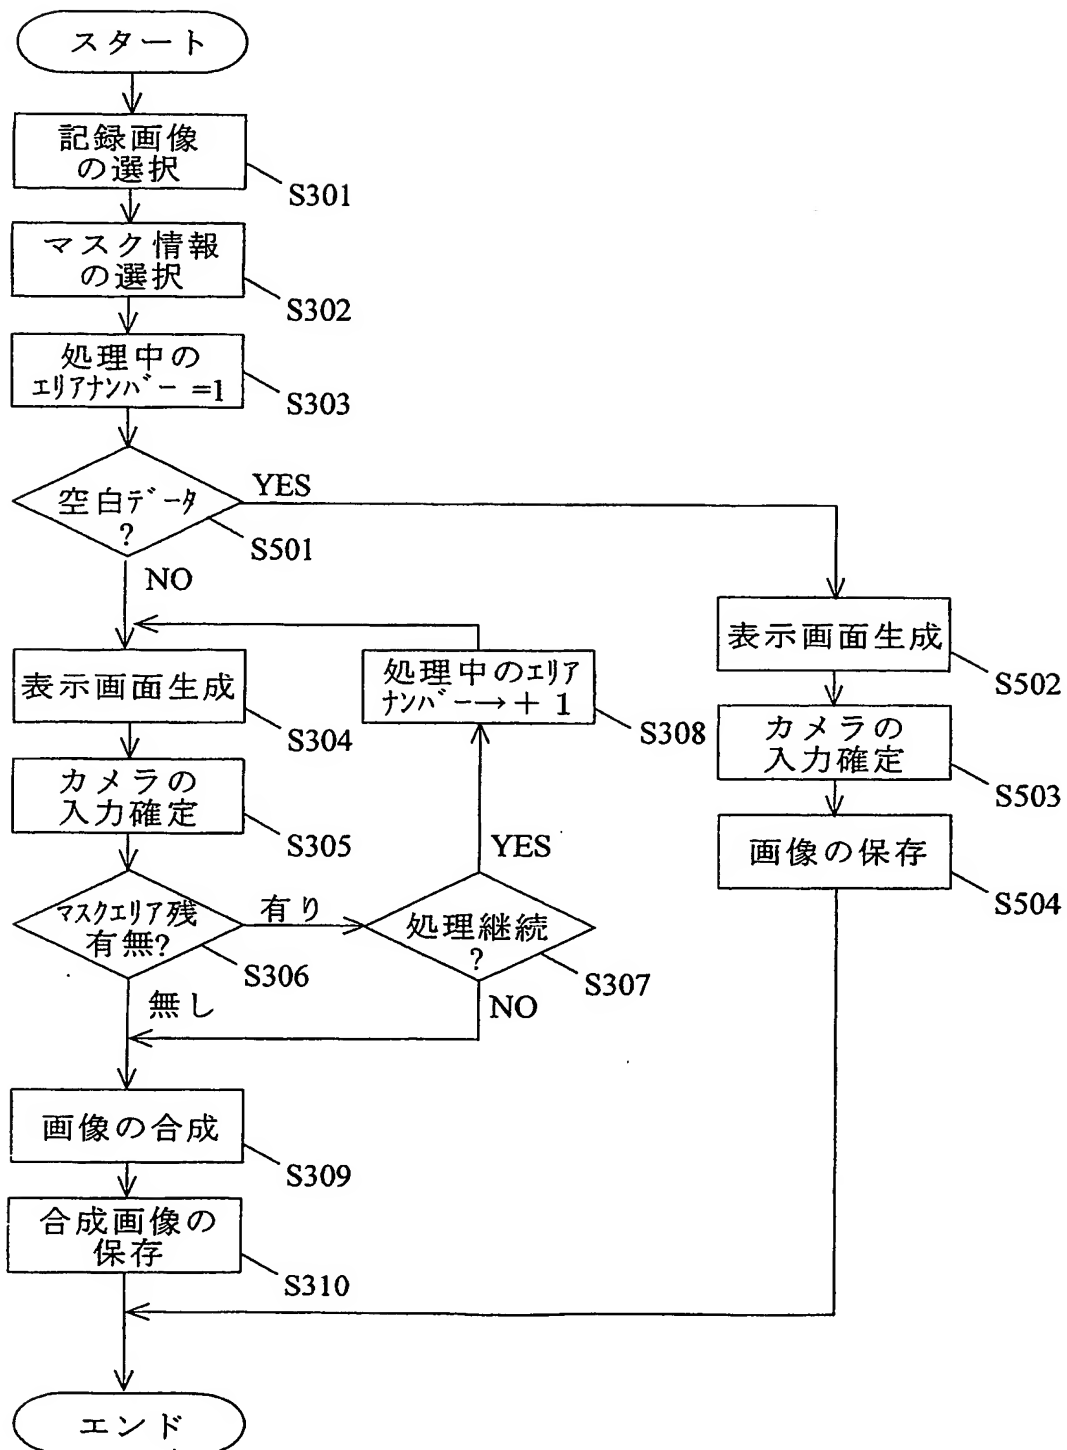 スタート
記録画像
の選択
S301
マスク情報
の選択
S302
処理中の
エリアナンバー =1
S303
空白データ
?
YES
S501
NO
表示画面生成
S304
カメラの
入力確定
S305
マスクエリア残
有無?
有り
S306
無し
処理中のエリア
ナンバー→+ 1
S308
YES
処理継続
?
S307
NO
画像の合成
S309
合成画像の
保存
S310
表示画面生成
S502
カメラの
入力確定
S503
画像の保存
S504
エンド